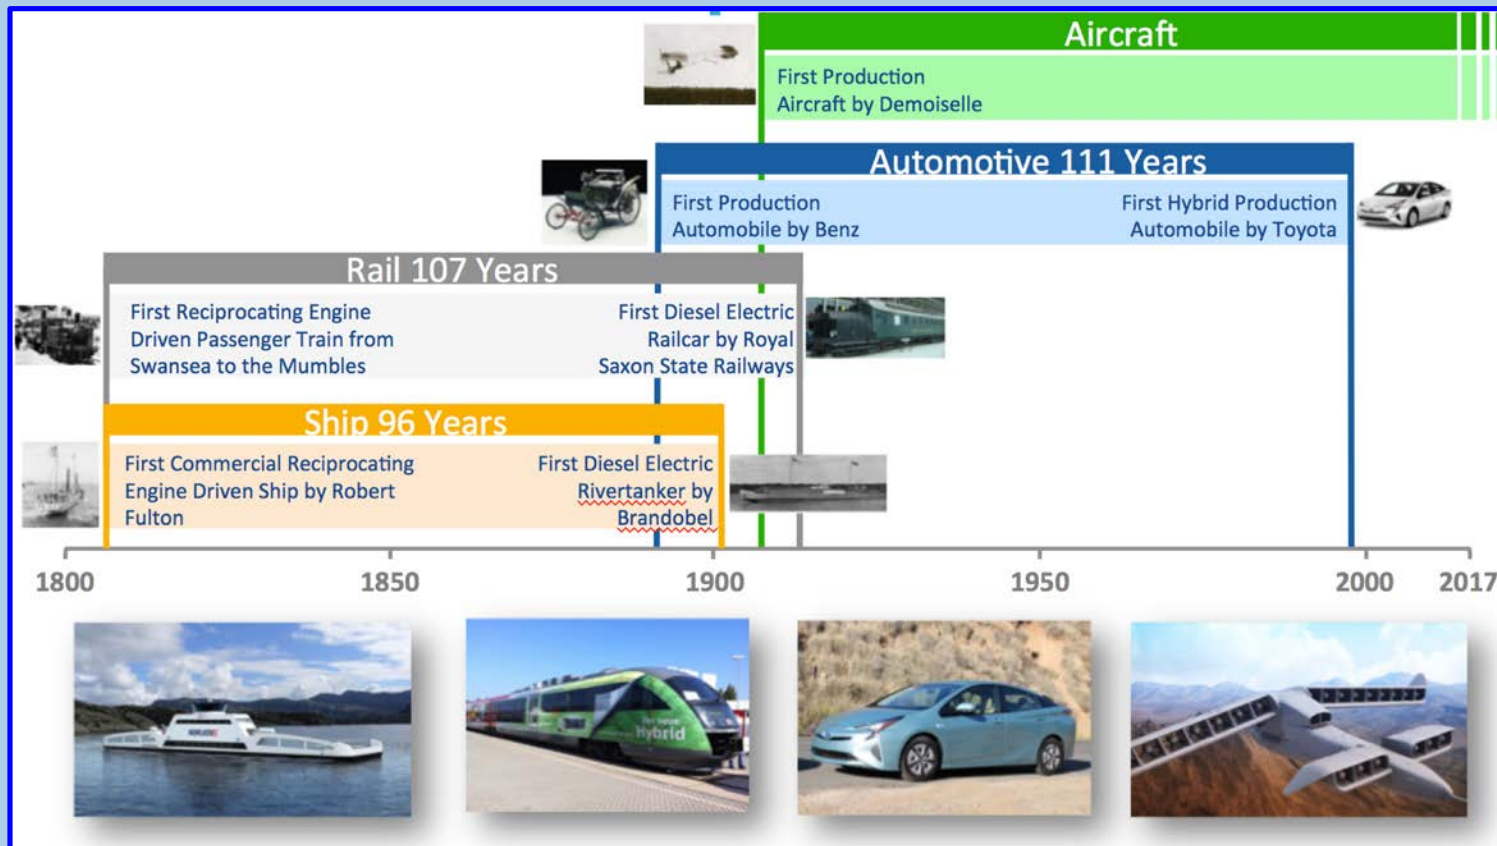 Aircraft
First Production
Aircraft by Demoiselle
Automotive 111 Years
First Production
Automobile by Benz
First Hybrid Production
Automobile by Toyota
Rail 107 Years
First Reciprocating Engine
Driven Passenger Train from
Swansea to the Mumbles
First Diesel Electric
Railcar by Royal
Saxon State Railways
Ship 96 Years
First Commercial Reciprocating
Engine Driven Ship by Robert
Fulton
First Diesel Electric
Rivertanker by
Brandobel
1800 1850 1900 1950 2000 2017
Hybrid